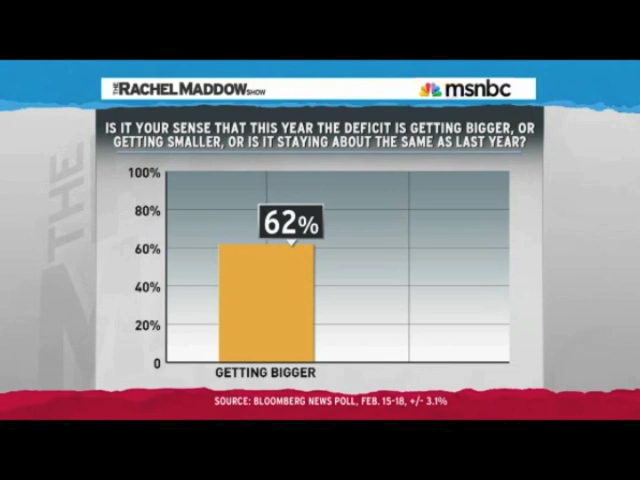 THE RACHEL MADDOW SHOW
msnbc
IS IT YOUR SENSE THAT THIS YEAR THE DEFICIT IS GETTING BIGGER, OR
GETTING SMALLER, OR IS IT STAYING ABOUT THE SAME AS LAST YEAR?
100%
80%
62%
60%
40%
20%
0
GETTING BIGGER
THE
SOURCE: BLOOMBERG NEWS POLL, FEB. 15-18, +/- 3.1%